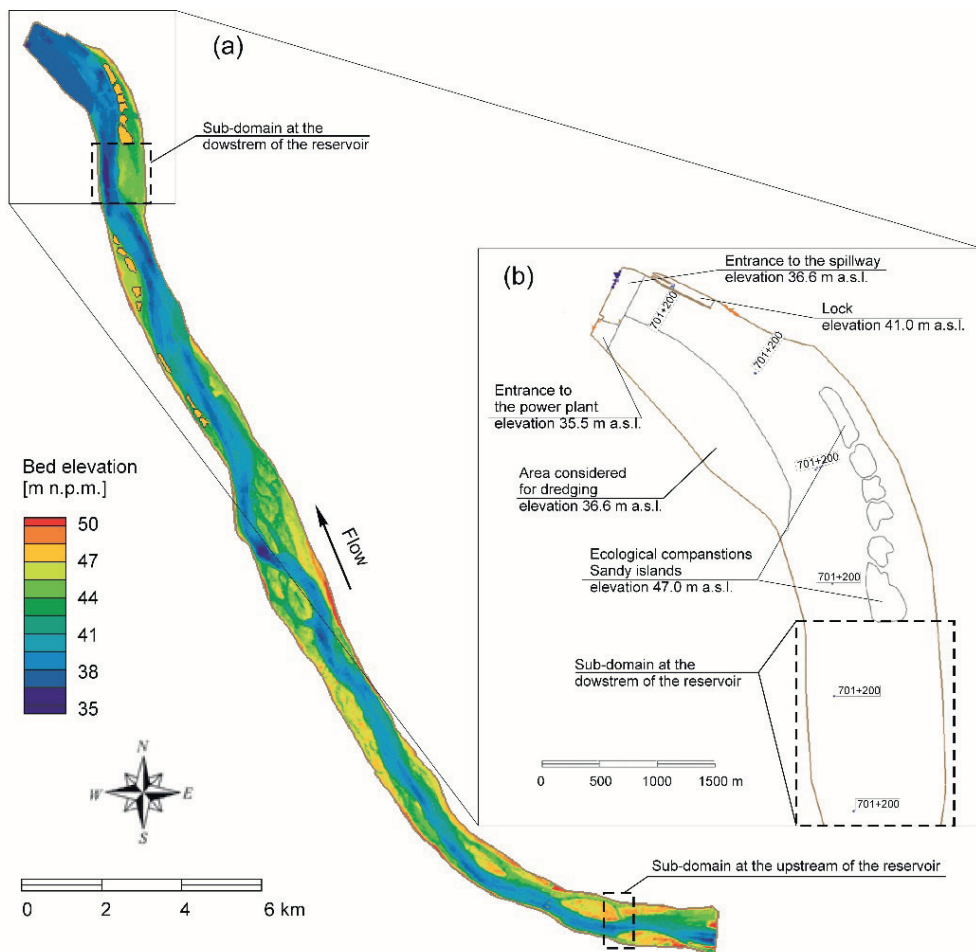 (a)
Sub-domain at the
dowstrem of the reservoir
(b)
Entrance to the spillway
elevation 36.6 m a.s.l.
Lock
elevation 41.0 m a.s.l.
701+200
701+200
Entrance to
the power plant
elevation 35.5 m a.s.l.
701+200
Area considered
for dredging
elevation 36.6 m a.s.l.
Ecological companstions
Sandy islands
elevation 47.0 m a.s.l.
701+200
Sub-domain at the
dowstrem of the reservoir
701+200
701+200
0 500 1000 1500 m
Flow
Bed elevation
[m n.p.m.]
50
47
44
41
38
35
N
W E
S
0 2 4 6 km
Sub-domain at the upstream of the reservoir